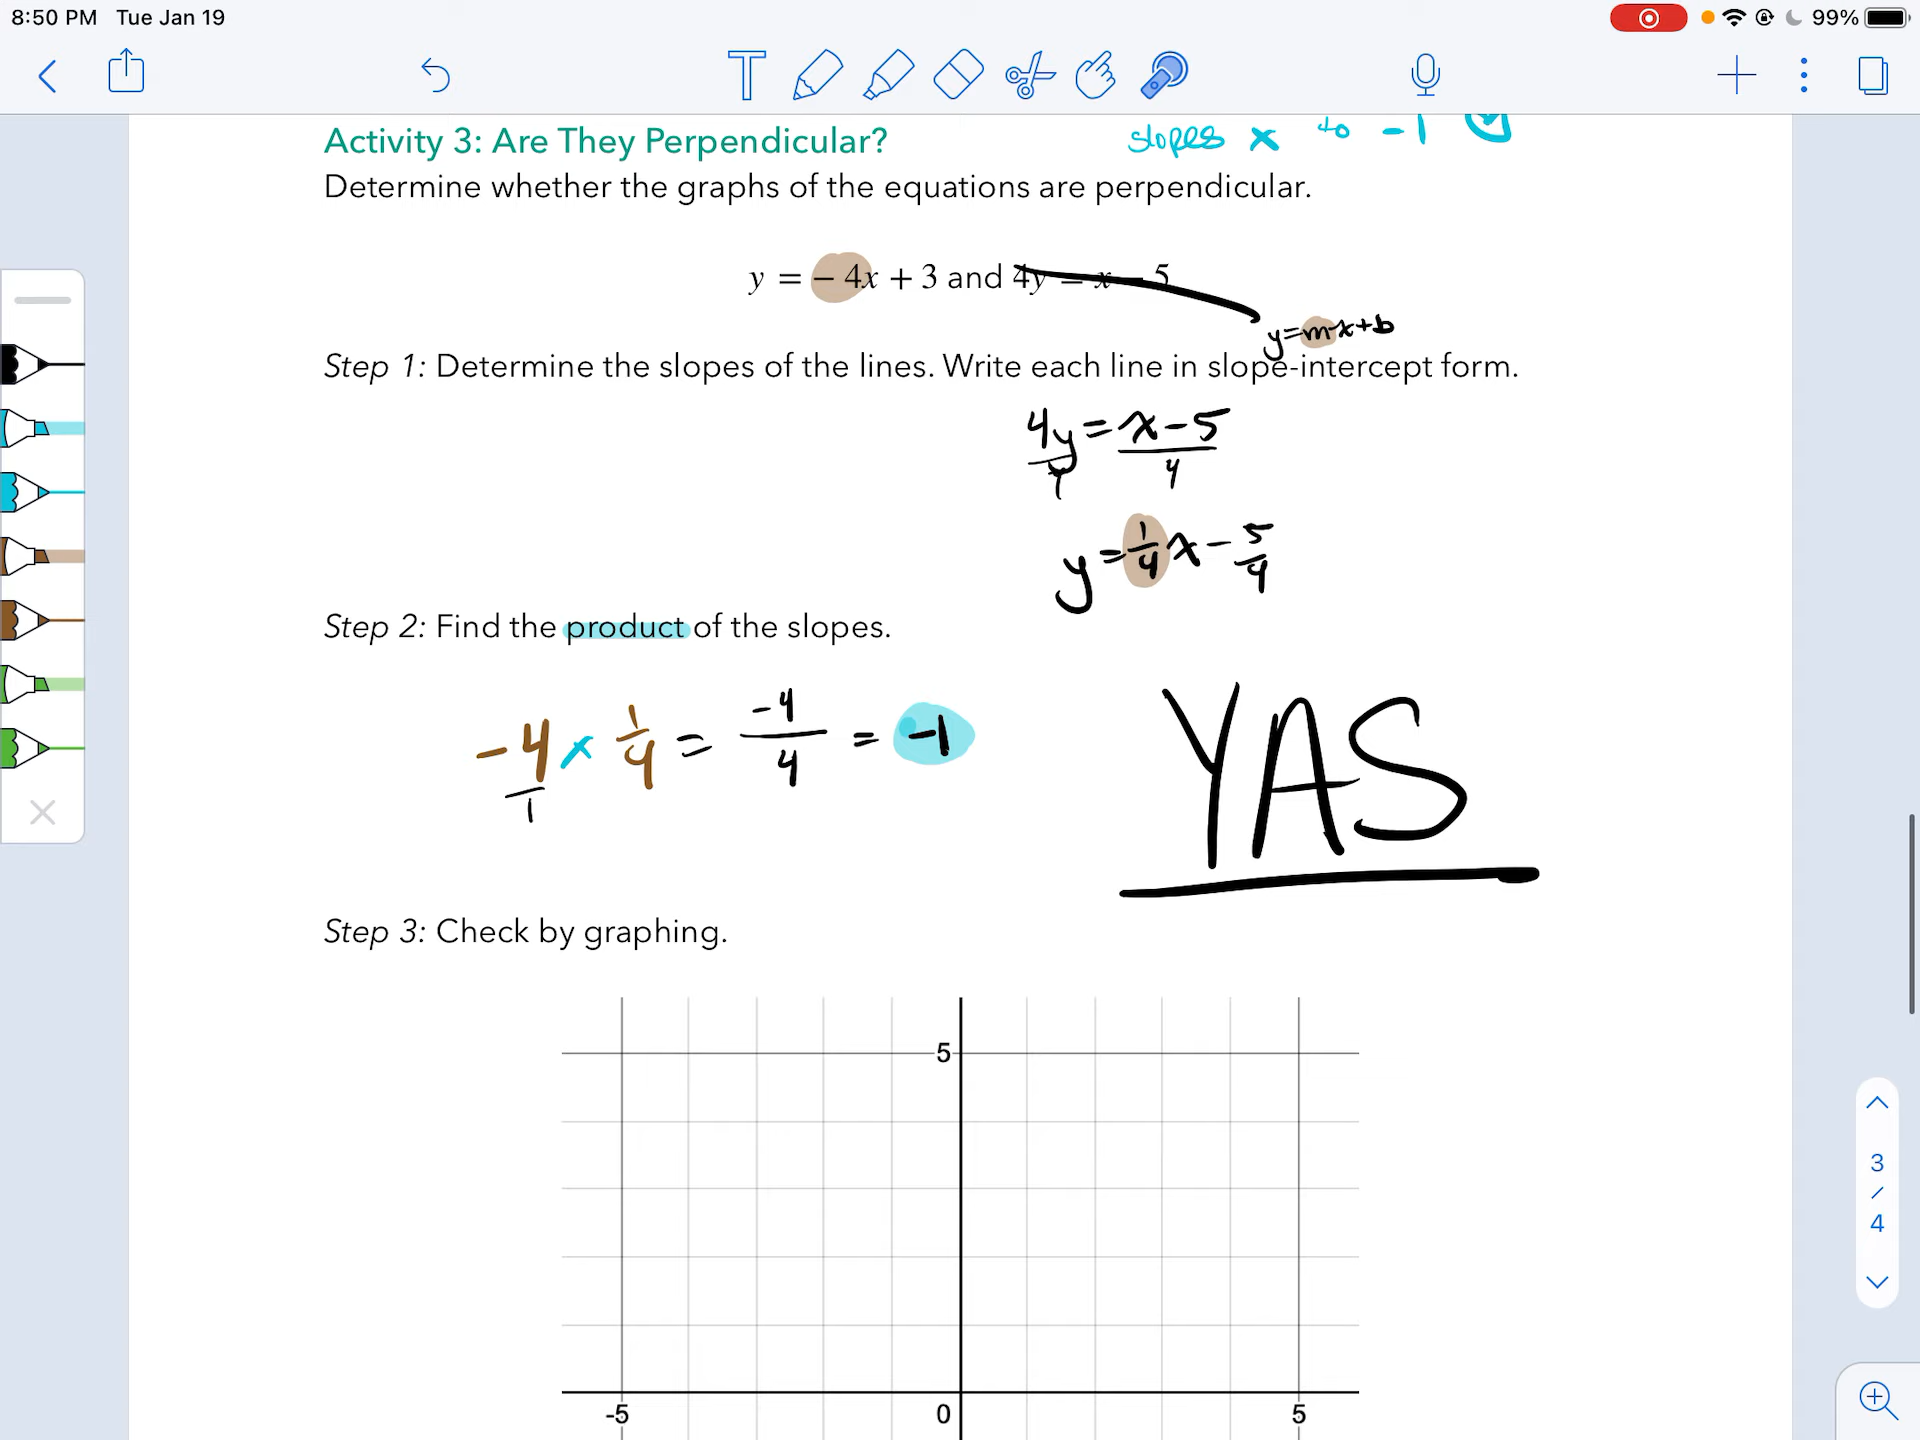 8:50 PM Tue Jan 19
99%
T
slopes x to -1
Activity 3: Are They Perpendicular?
Determine whether the graphs of the equations are perpendicular.
y = − 4x + 3 and 4y = x − 5
y=mx+b
Step 1: Determine the slopes of the lines. Write each line in slope-intercept form.
4y = x - 5
4 4
y = 1/4 x - 5/4
Step 2: Find the product of the slopes.
-4/1 x 1/4 = -4/4 = -1
YAS
Step 3: Check by graphing.
5
-5 0 5
3
/
4